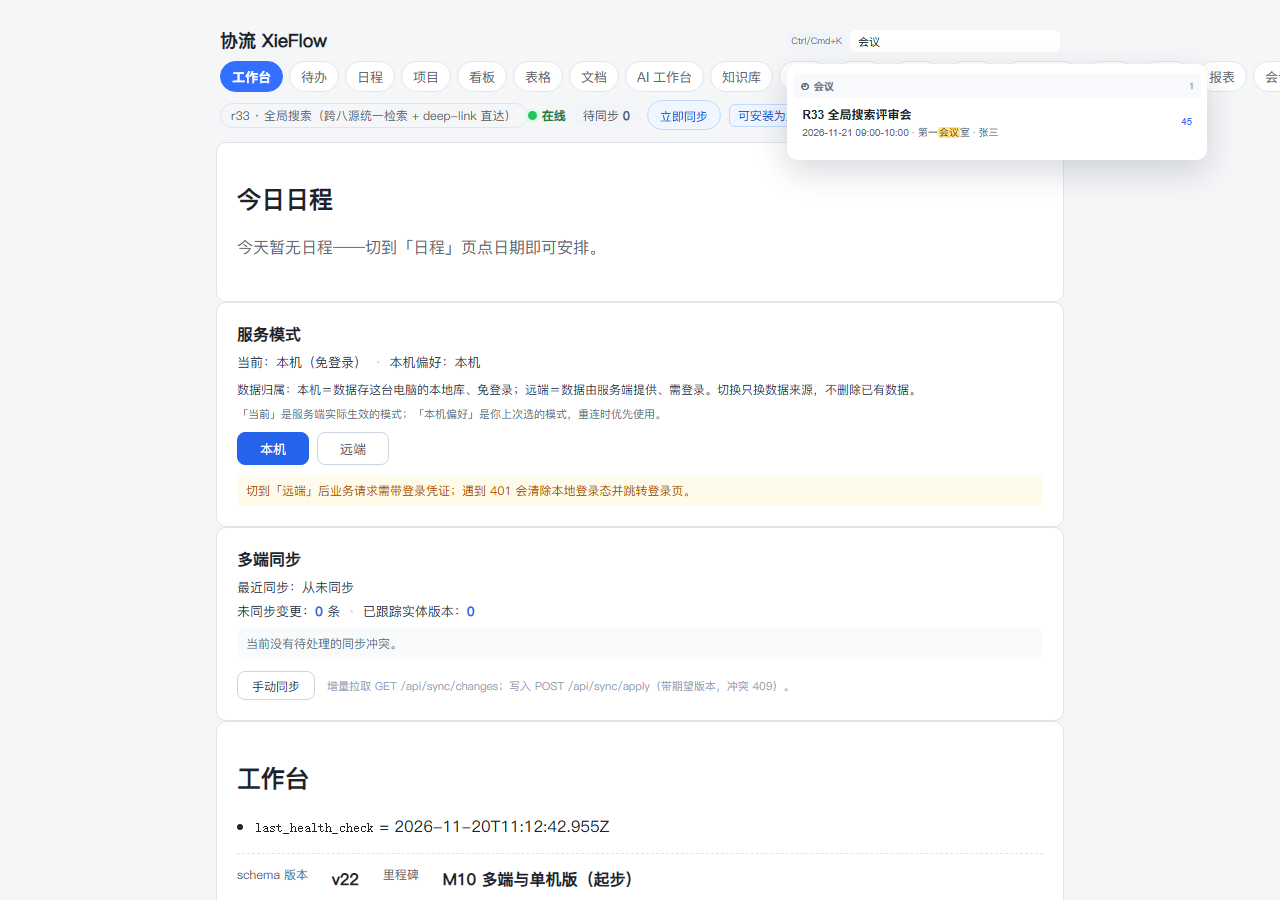 协流 XieFlow
Ctrl/Cmd+K 会议
工作台 待办 日程 项目 看板 表格 文档 AI 工作台 知识库 报表
r33 · 全局搜索（跨八源统一检索 + deep-link 直达） 在线 待同步 0 立即同步 可安装为
会议 1
R33 全局搜索评审会
2026-11-21 09:00-10:00 · 第一会议室 · 张三
45
今日日程
今天暂无日程——切到「日程」页点日期即可安排。
服务模式
当前：本机（免登录） · 本机偏好：本机
数据归属：本机＝数据存这台电脑的本地库、免登录；远端＝数据由服务端提供、需登录。切换只换数据来源，不删除已有数据。
「当前」是服务端实际生效的模式；「本机偏好」是你上次选的模式，重连时优先使用。
本机 远端
切到「远端」后业务请求需带登录凭证；遇到 401 会清除本地登录态并跳转登录页。
多端同步
最近同步：从未同步
未同步变更：0 条 · 已跟踪实体版本：0
当前没有待处理的同步冲突。
手动同步 增量拉取 GET /api/sync/changes；写入 POST /api/sync/apply（带期望版本，冲突 409）。
工作台
last_health_check = 2026-11-20T11:12:42.955Z
schema 版本 v22 里程碑 M10 多端与单机版（起步）